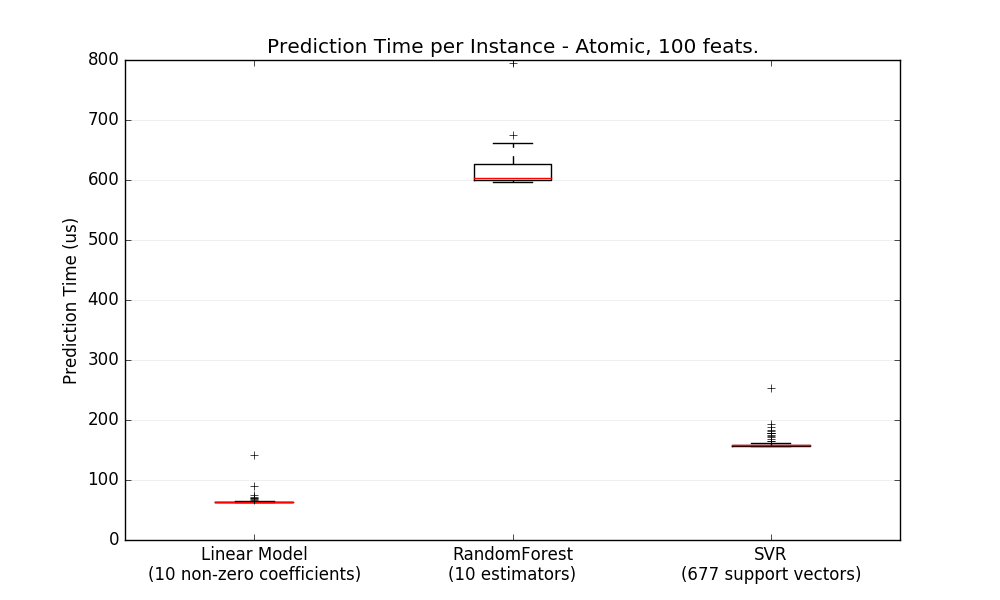 Prediction Time per Instance - Atomic, 100 feats.
800
700
600
500
400
300
200
100
0
Prediction Time (us)
Linear Model
(10 non-zero coefficients)
RandomForest
(10 estimators)
SVR
(677 support vectors)